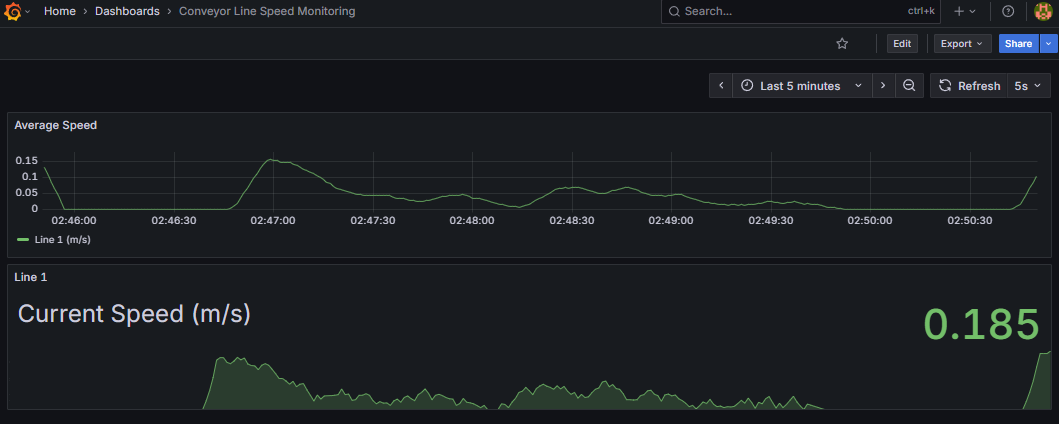 Home > Dashboards > Conveyor Line Speed Monitoring
Search... ctrl+k
Edit Export Share
Last 5 minutes Refresh 5s
Average Speed
0.15
0.1
0.05
0
02:46:00 02:46:30 02:47:00 02:47:30 02:48:00 02:48:30 02:49:00 02:49:30 02:50:00 02:50:30
Line 1 (m/s)
Line 1
Current Speed (m/s) 0.185